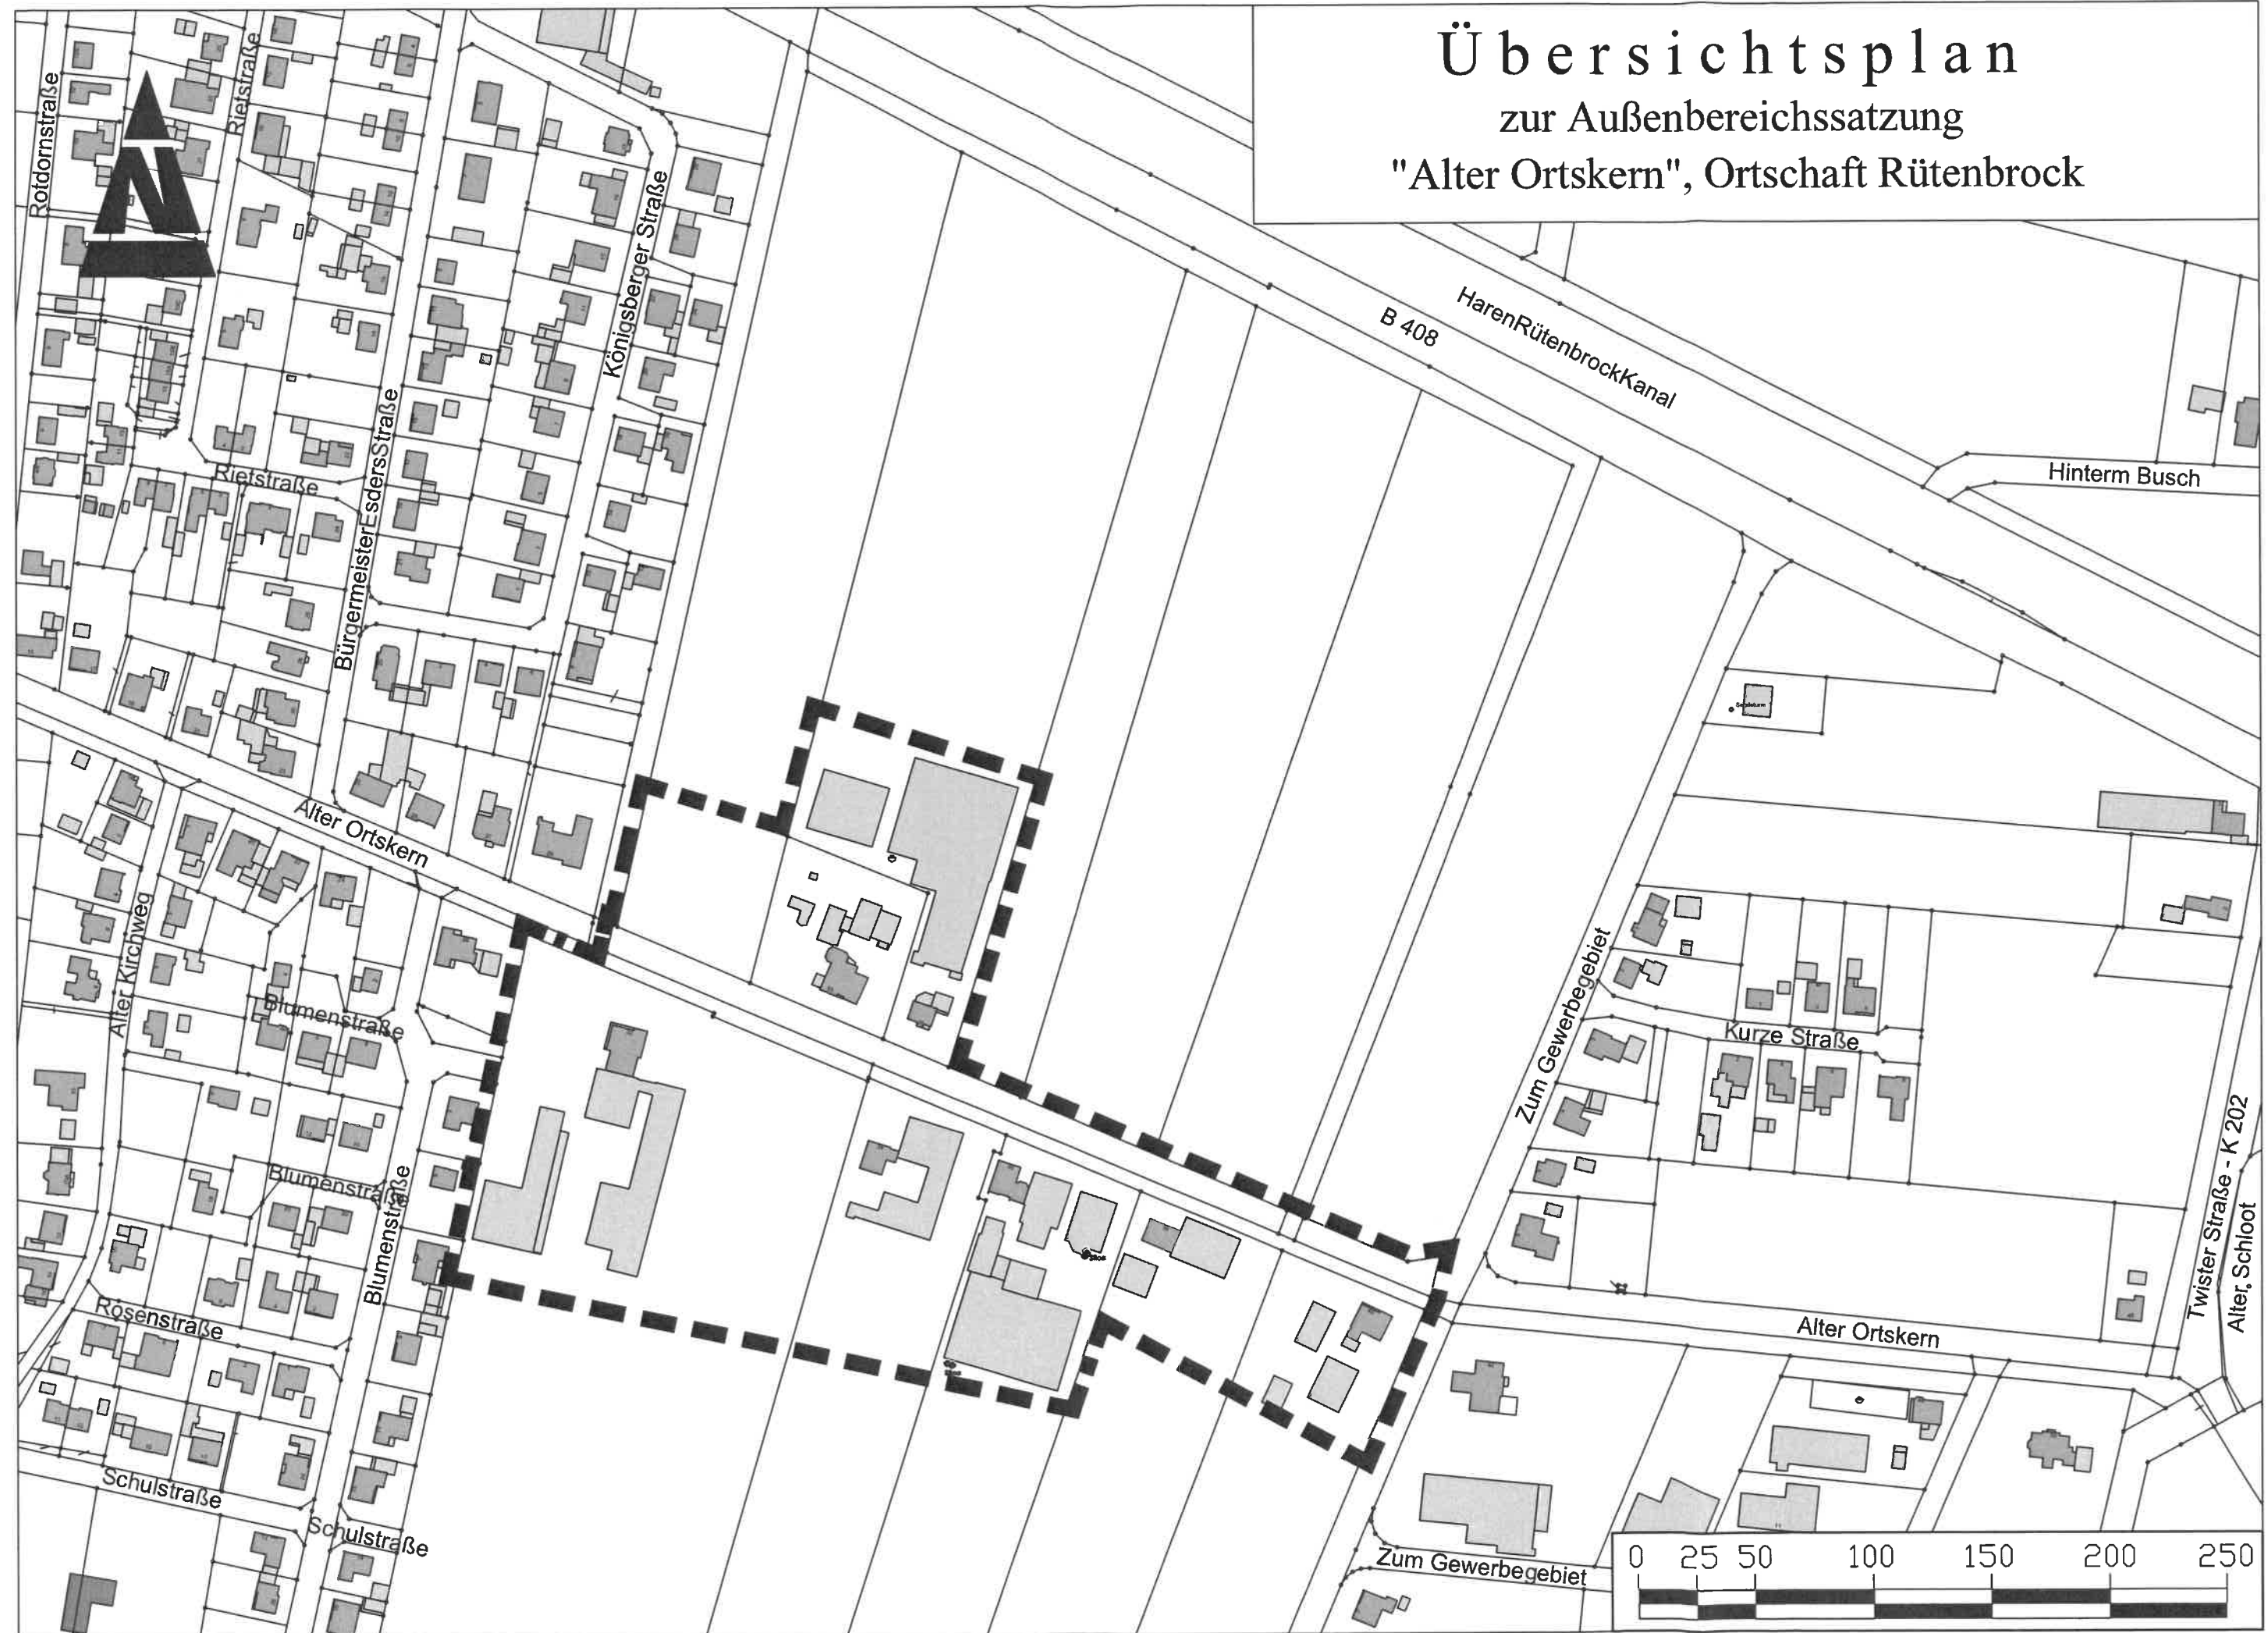 Übersichtsplan
zur Außenbereichssatzung
"Alter Ortskern", Ortschaft Rütenbrock
N
Rotdornstraße
Rietstraße
Königsberger Straße
B 408
HarenRütenbrockKanal
Hinterm Busch
Rietstraße
BürgermeisterEsdersStraße
Alter Ortskern
Alter Kirchweg
Blumenstraße
Zum Gewerbegebiet
Kurze Straße
Blumenstraße
Blumenstraße
Twister Straße - K 202
Alter, Schloot
Rosenstraße
Alter Ortskern
Schulstraße
Schulstraße
Zum Gewerbegebiet
0 25 50 100 150 200 250